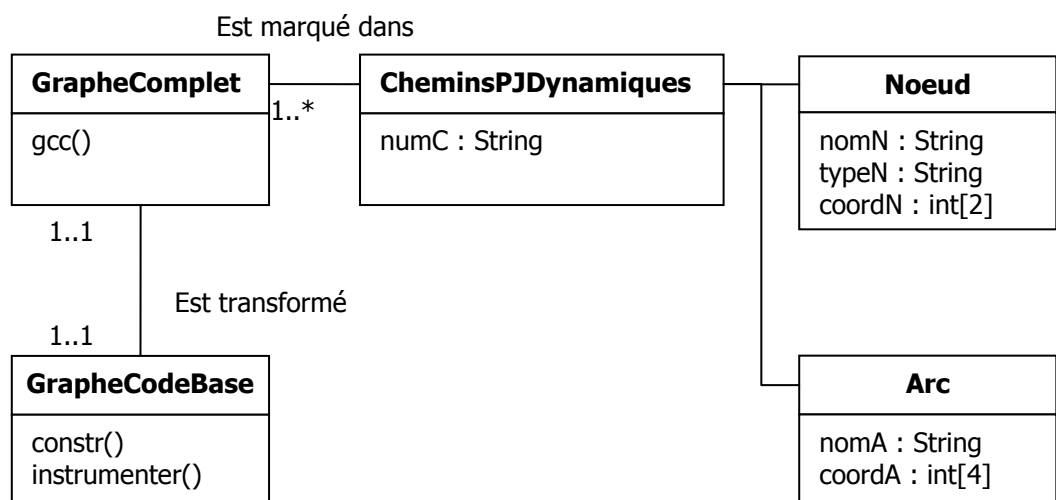 Est marqué dans
GrapheComplet
gcc()
1..*
CheminsPJDynamiques
numC : String
Noeud
nomN : String
typeN : String
coordN : int[2]
1..1
Est transformé
1..1
GrapheCodeBase
constr()
instrumenter()
Arc
nomA : String
coordA : int[4]